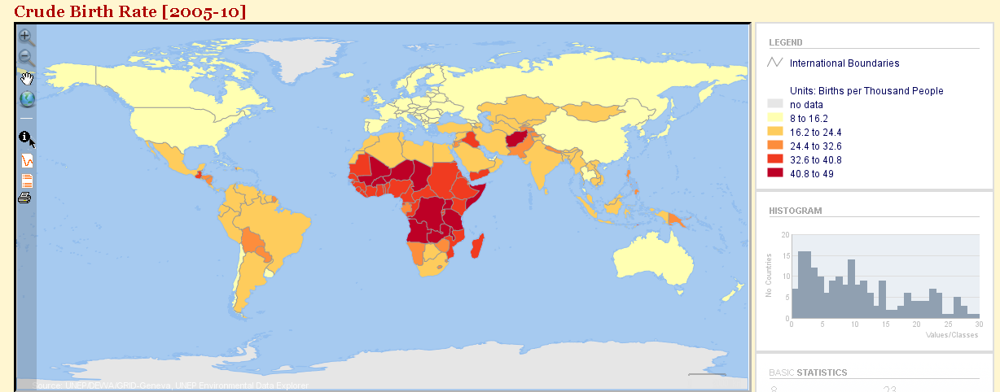 Crude Birth Rate [2005-10]
LEGEND
International Boundaries
Units: Births per Thousand People
no data
8 to 16.2
16.2 to 24.4
24.4 to 32.6
32.6 to 40.8
40.8 to 49
HISTOGRAM
No Countries
20
15
10
5
0
0 5 10 15 20 25 30
Values/Classes
Source: UNEP/DEWA/GRID-Geneva, UNEP Environmental Data Explorer
BASIC STATISTICS
8 23